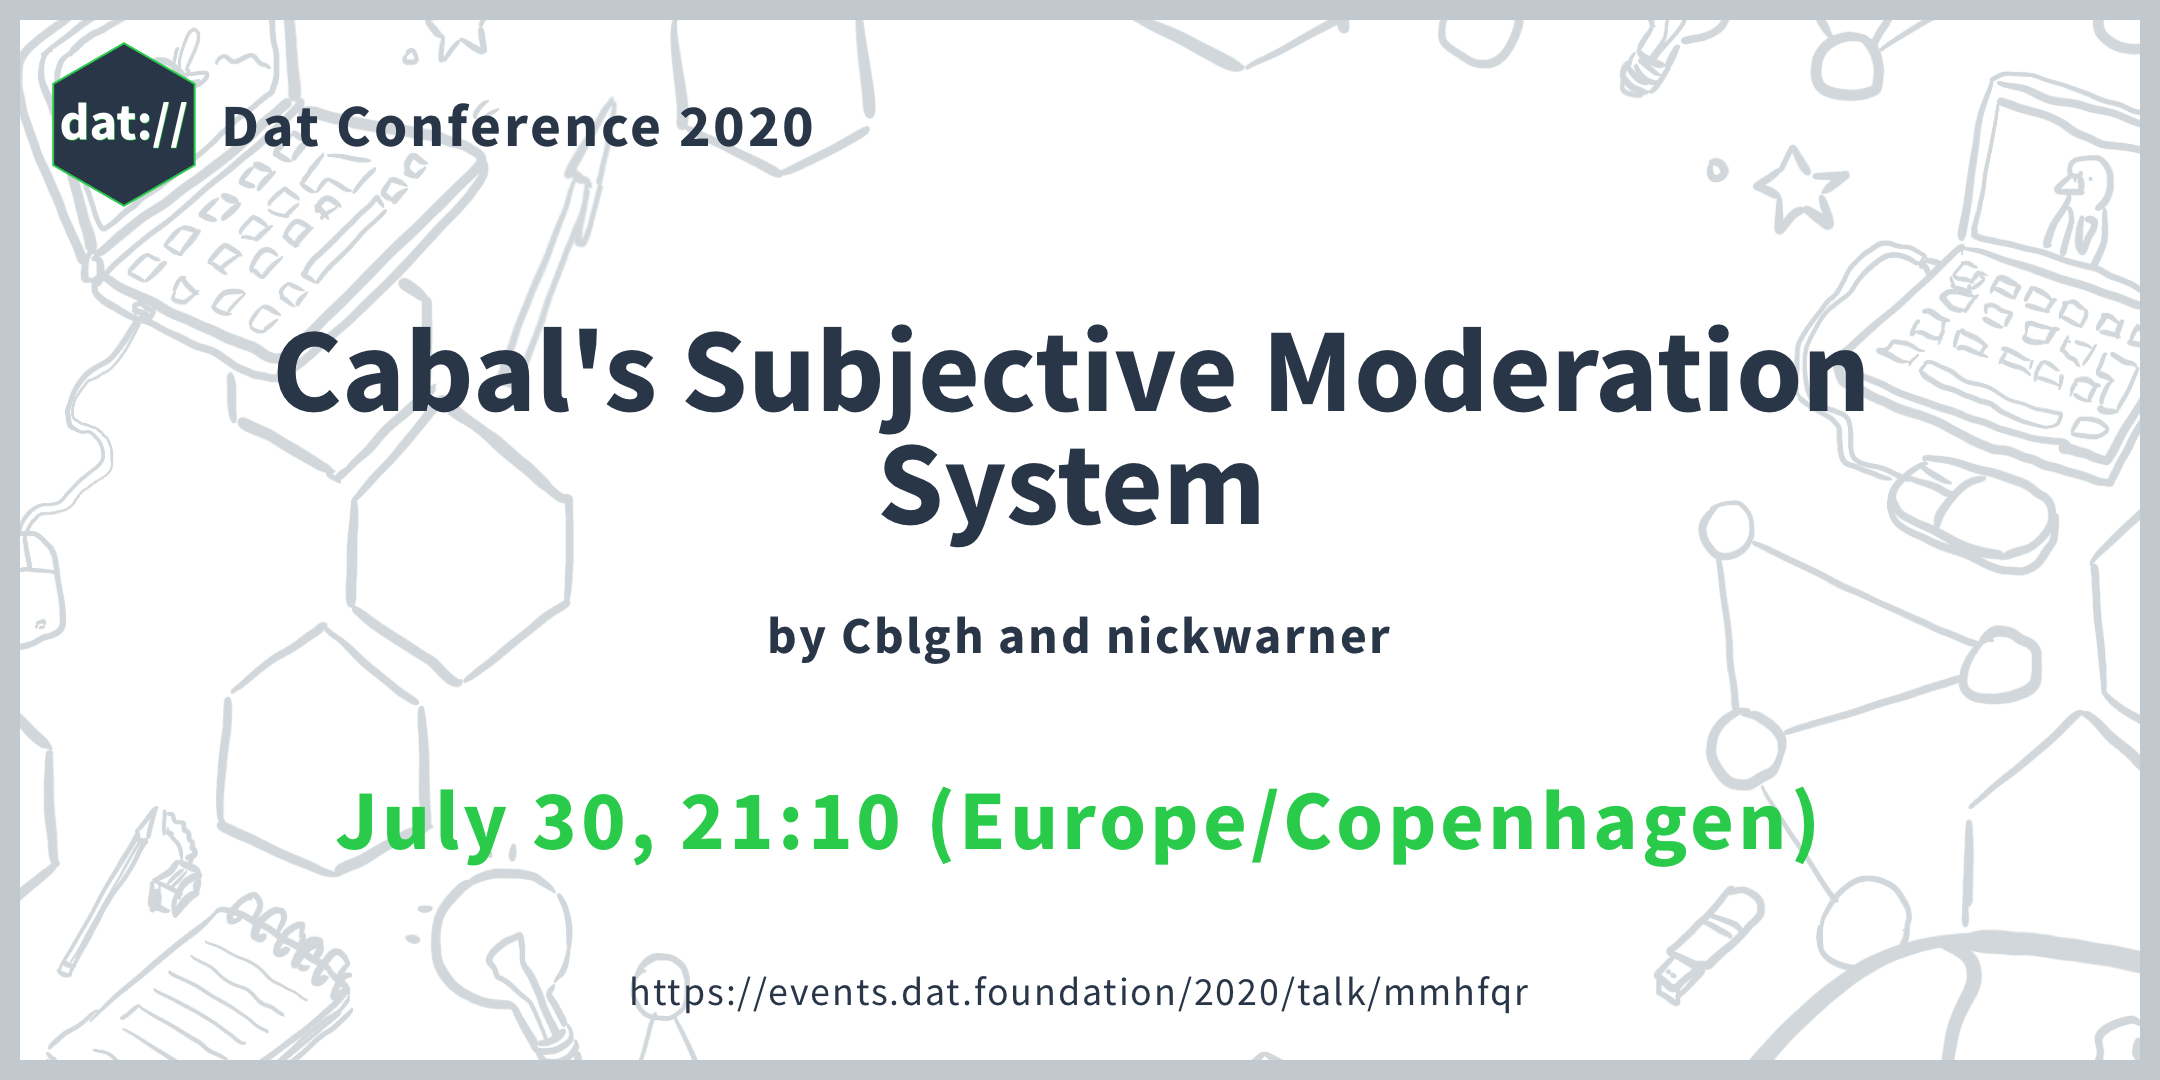 dat://
Dat Conference 2020
Cabal's Subjective Moderation
System
by Cblgh and nickwarner
July 30, 21:10 (Europe/Copenhagen)
https://events.dat.foundation/2020/talk/mmhfqr